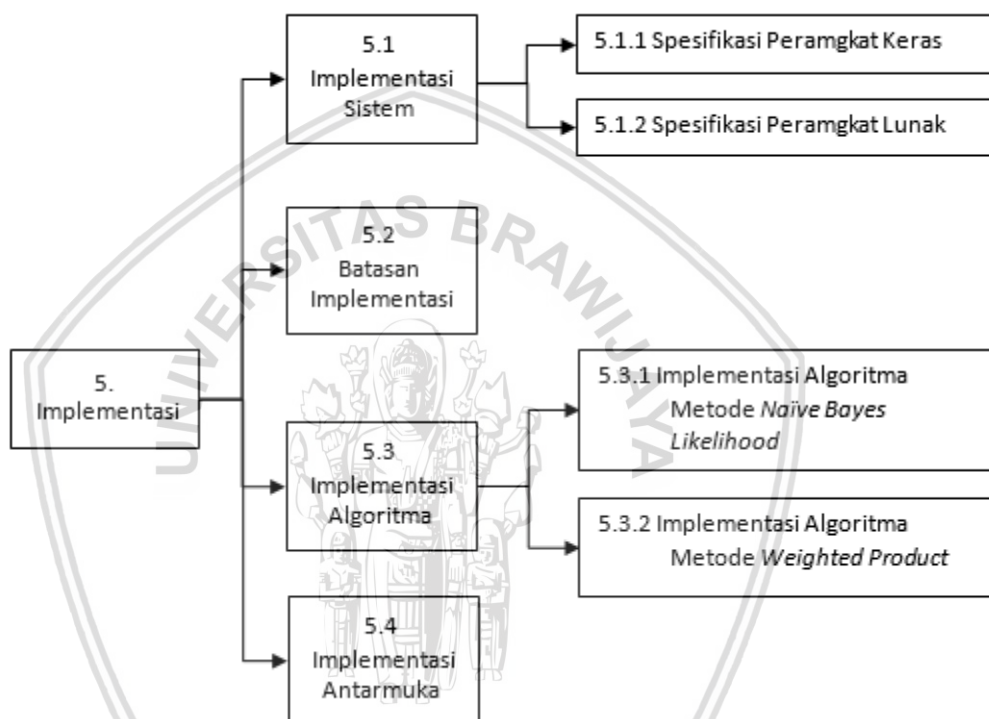 5.
Implementasi
5.1
Implementasi
Sistem
5.1.1 Spesifikasi Peramgkat Keras
5.1.2 Spesifikasi Peramgkat Lunak
5.2
Batasan
Implementasi
5.3
Implementasi
Algoritma
5.3.1 Implementasi Algoritma
Metode Naïve Bayes
Likelihood
5.3.2 Implementasi Algoritma
Metode Weighted Product
5.4
Implementasi
Antarmuka
UNIVERSITAS BRAWIJAYA